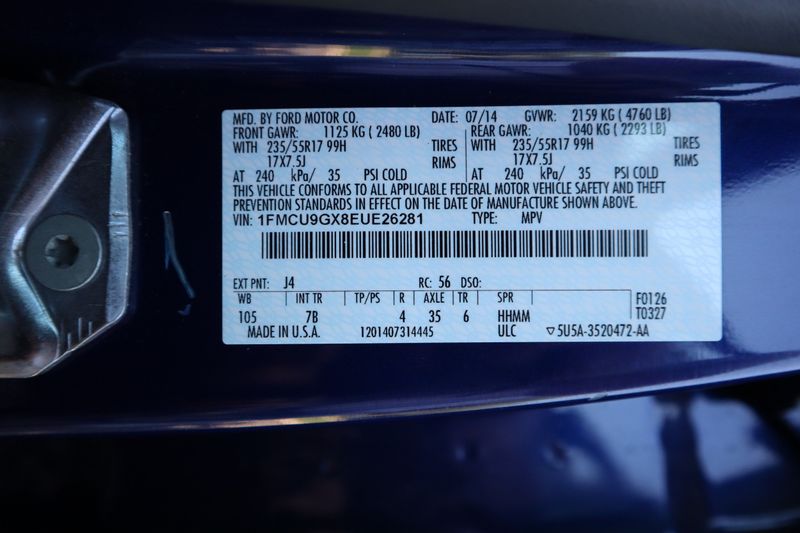 MFD. BY FORD MOTOR CO. DATE: 07/14 GVWR: 2159 KG ( 4760 LB)
FRONT GAWR: 1125 KG ( 2480 LB) REAR GAWR: 1040 KG ( 2293 LB)
WITH 235/55R17 99H TIRES WITH 235/55R17 99H TIRES
17X7.5J RIMS 17X7.5J RIMS
AT 240 kPa/ 35 PSI COLD AT 240 kPa/ 35 PSI COLD
THIS VEHICLE CONFORMS TO ALL APPLICABLE FEDERAL MOTOR VEHICLE SAFETY AND THEFT
PREVENTION STANDARDS IN EFFECT ON THE DATE OF MANUFACTURE SHOWN ABOVE.
VIN: 1FMCU9GX8EUE26281 TYPE: MPV
EXT PNT: J4 RC: 56 DSO:
WB INT TR TP/PS R AXLE TR SPR F0126
105 7B 4 35 6 HHMM T0327
MADE IN U.S.A. 1201407314445 ULC ▽5U5A-3520472-AA